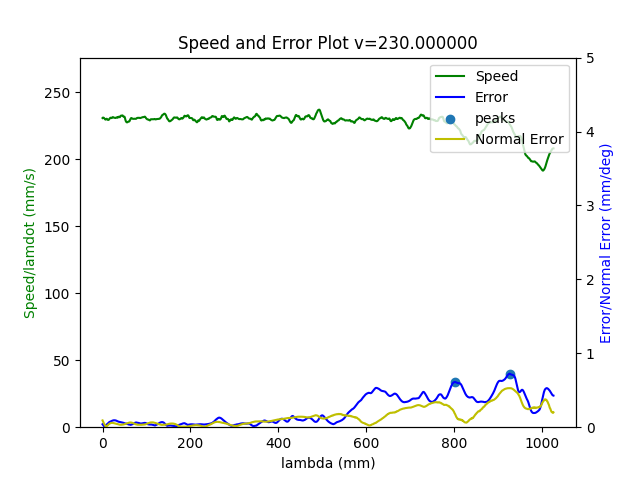 Speed and Error Plot v=230.000000
Speed
Error
peaks
Normal Error
250
200
150
100
50
0
5
4
3
2
1
0
0
200
400
600
800
1000
lambda (mm)
Speed/lamdot (mm/s)
Error/Normal Error (mm/deg)